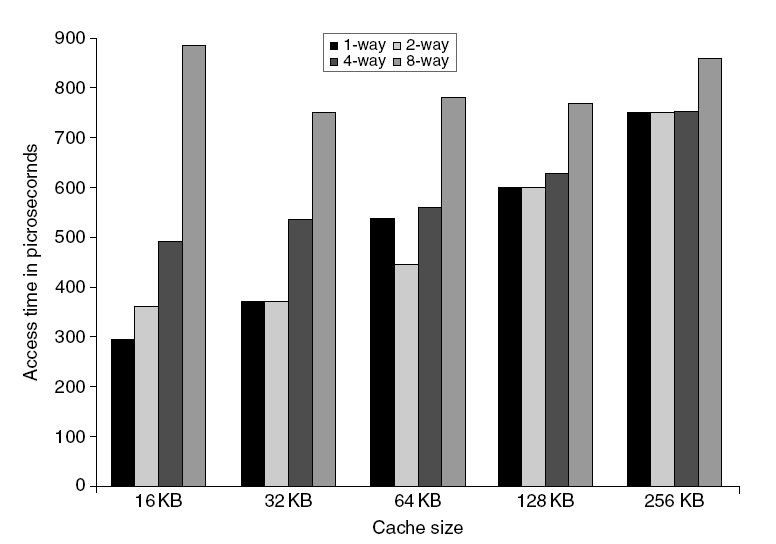 900
1-way 2-way
4-way 8-way
800
700
600
500
400
300
200
100
0
Access time in picrosecornds
16 KB 32 KB 64 KB 128 KB 256 KB
Cache size